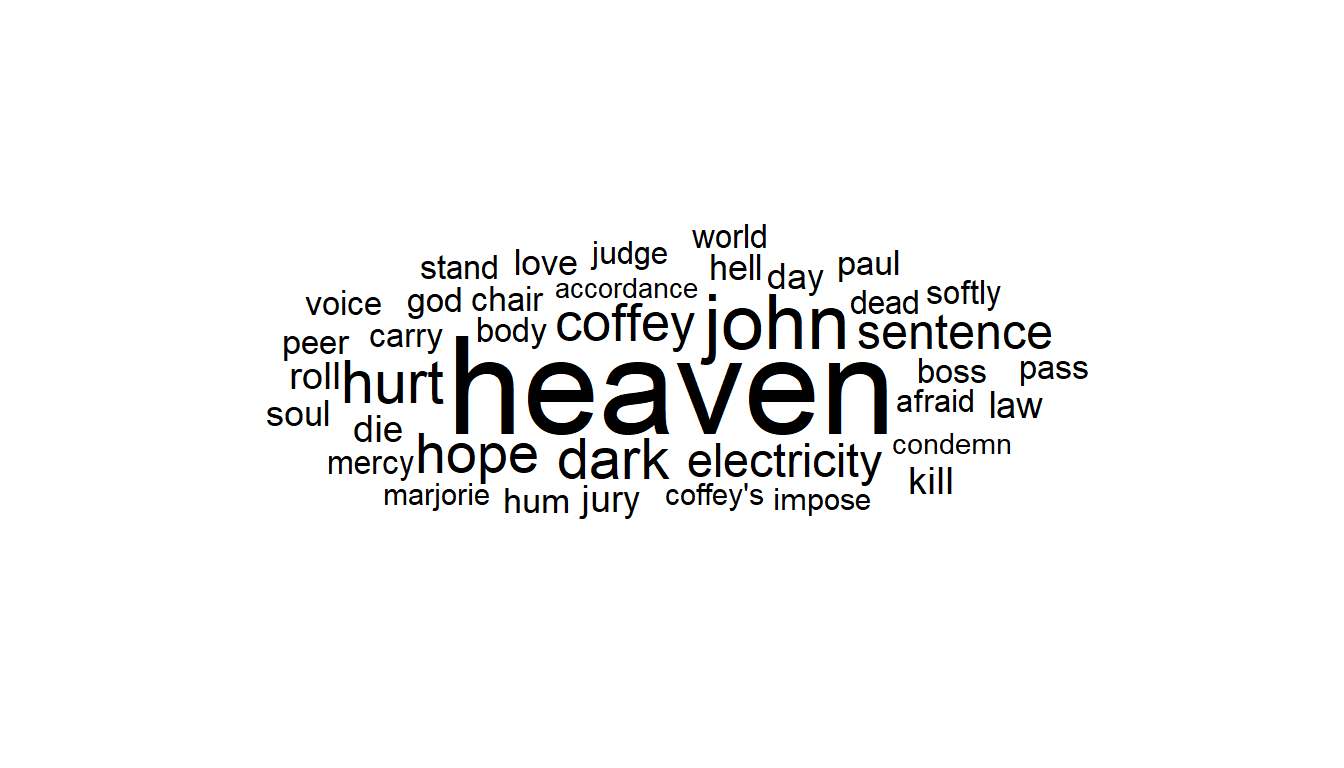 world
stand love judge hell day paul
voice god chair accordance dead softly
peer carry body coffey john sentence
roll hurt heaven boss pass
soul die afraid law
mercy hope dark electricity condemn
marjorie hum jury coffey's impose kill